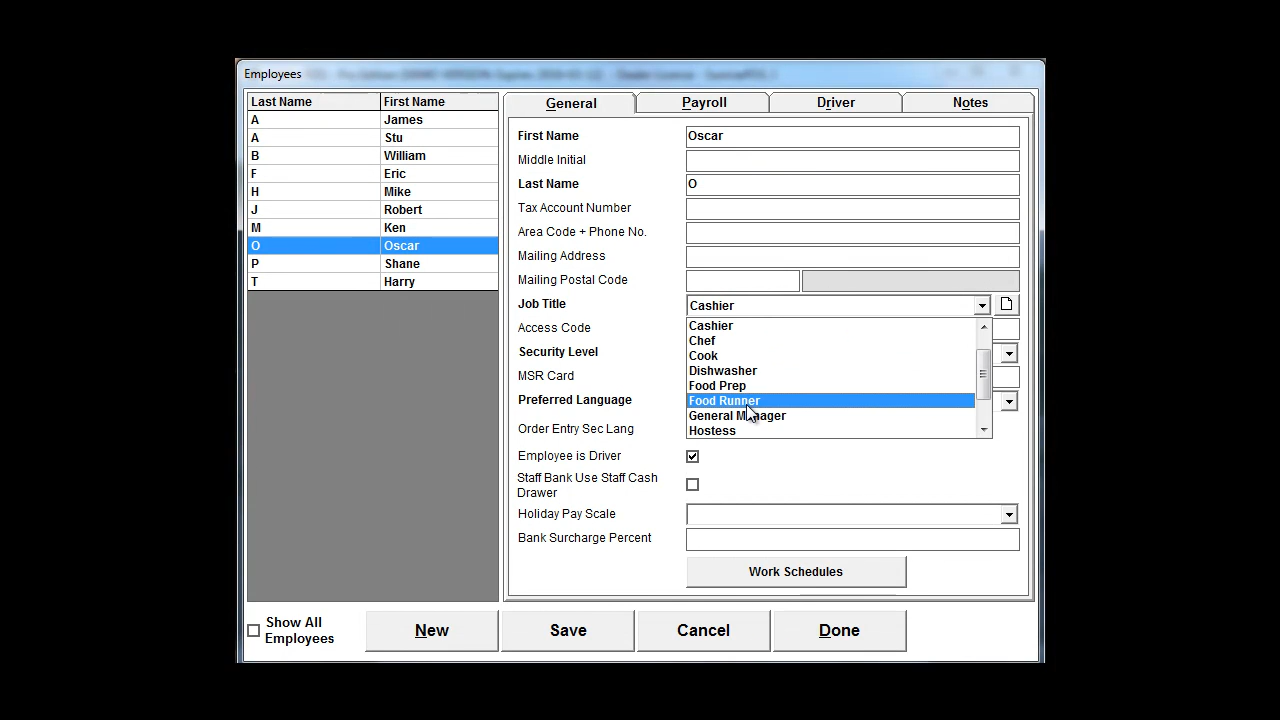 Employees
Last Name First Name
A James
A Stu
B William
F Eric
H Mike
J Robert
M Ken
O Oscar
P Shane
T Harry
General Payroll Driver Notes
First Name Oscar
Middle Initial
Last Name O
Tax Account Number
Area Code + Phone No.
Mailing Address
Mailing Postal Code
Job Title Cashier
Access Code
Security Level
MSR Card
Preferred Language
Order Entry Sec Lang
Cashier
Chef
Cook
Dishwasher
Food Prep
Food Runner
General Manager
Hostess
Employee is Driver
Staff Bank Use Staff Cash
Drawer
Holiday Pay Scale
Bank Surcharge Percent
Work Schedules
Show All
Employees
New Save Cancel Done